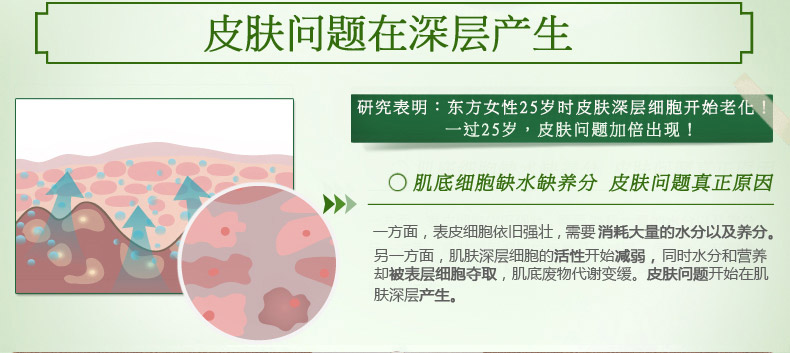 皮肤问题在深层产生
研究表明：东方女性25岁时皮肤深层细胞开始老化！
一过25岁，皮肤问题加倍出现！
肌底细胞缺水缺养分 皮肤问题真正原因
一方面，表皮细胞依旧强壮，需要消耗大量的水分以及养分。
另一方面，肌肤深层细胞的活性开始减弱，同时水分和营养
却被表层细胞夺取，肌底废物代谢变缓。皮肤问题开始在肌
肤深层产生。